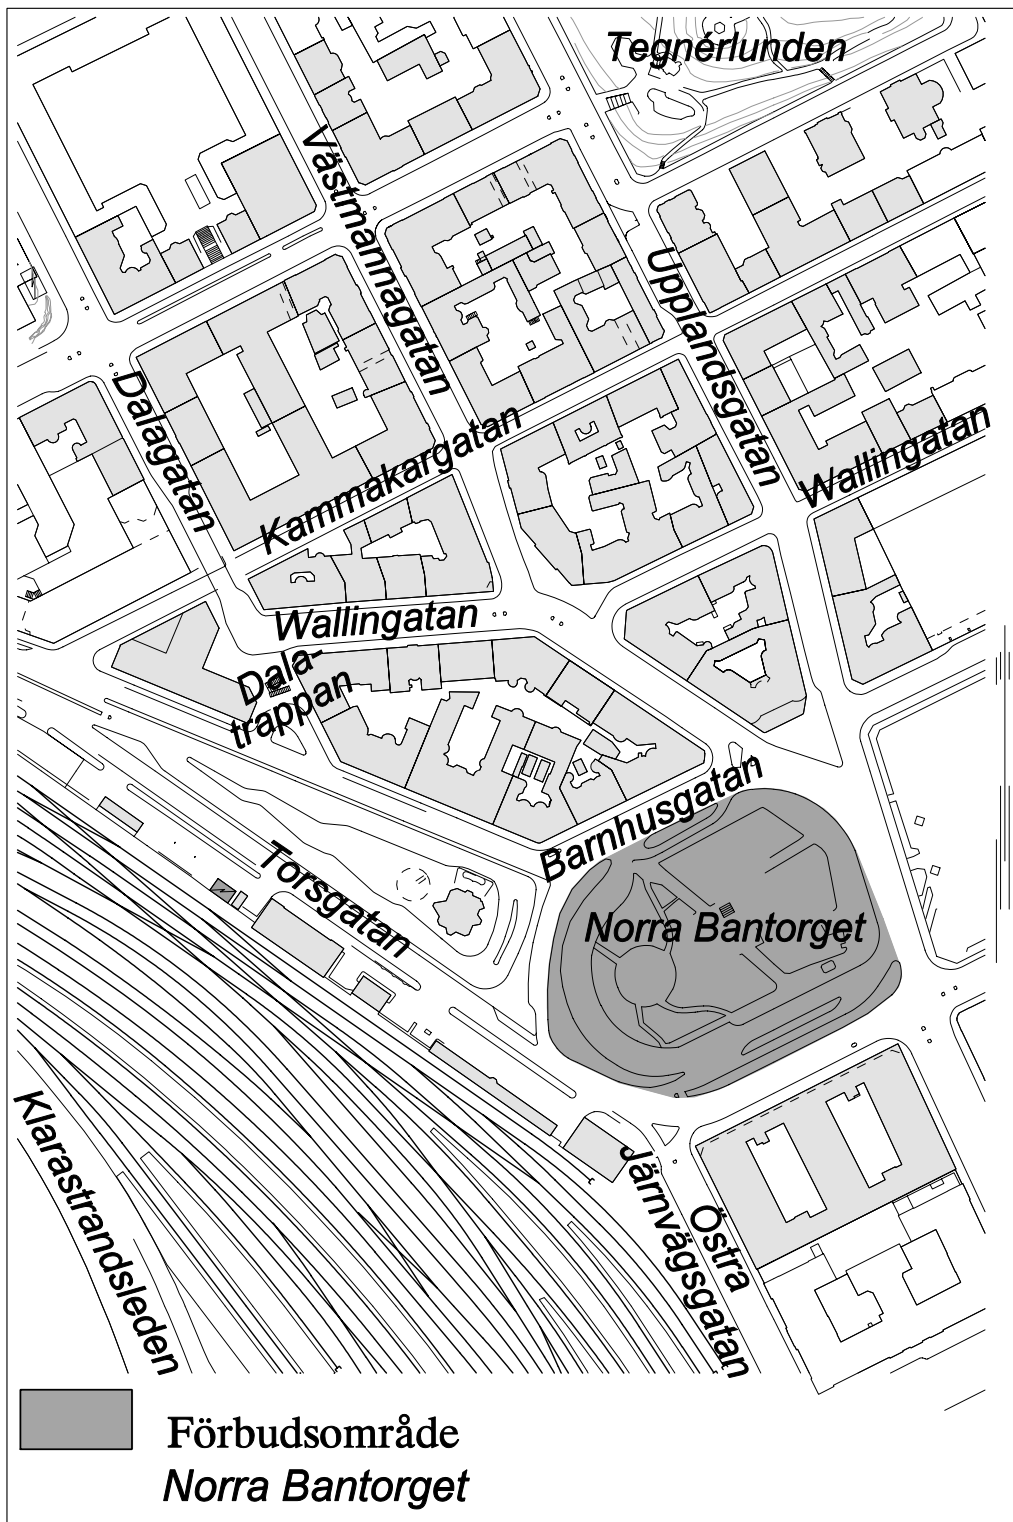 Tegnérlunden
Västmannagatan
Upplandsgatan
Dalagatan
Kammakargatan
Wallingatan
Wallingatan
Dala-
trappan
Barnhusgatan
Torsgatan
Norra Bantorget
Klarastrandsleden
Östra
Järnvägsgatan
Förbudsområde
Norra Bantorget